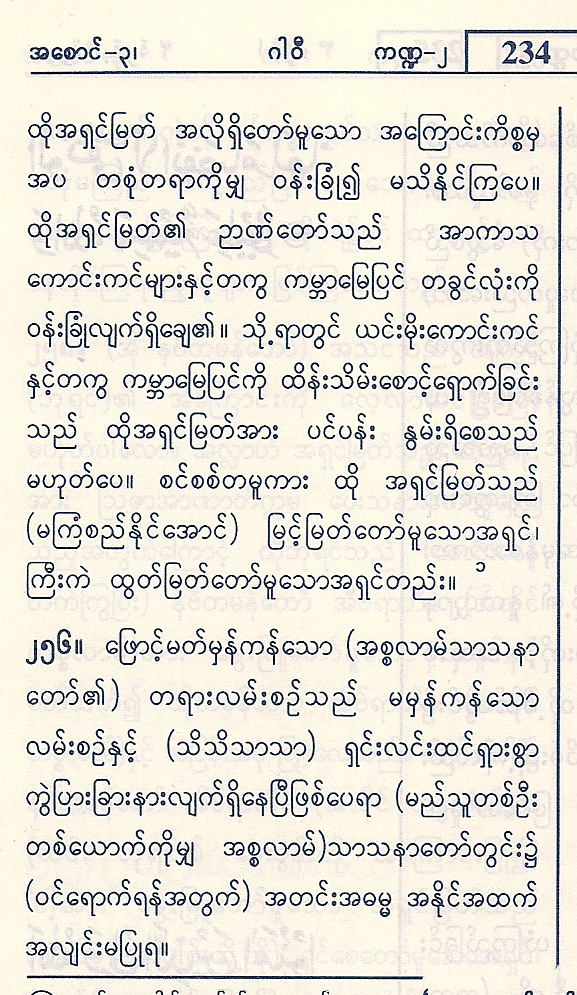 အစောင်-၃၊ ဂါဝီ ကဏ္ဍ-၂ 234
ထိုအရှင်မြတ် အလိုရှိတော်မူသော အကြောင်းကိစ္စမှ
အပ တစုံတရာကိုမျှ ဝန်းခြုံ၍ မသိနိုင်ကြပေ။
ထိုအရှင်မြတ်၏ ဉာဏ်တော်သည် အာကာသ
ကောင်းကင်များနှင့်တကွ ကမ္ဘာမြေပြင် တခွင်လုံးကို
ဝန်းခြုံလျက်ရှိချေ၏။ သို့ရာတွင် ယင်းမိုးကောင်းကင်
နှင့်တကွ ကမ္ဘာမြေပြင်ကို ထိန်းသိမ်းစောင့်ရှောက်ခြင်း
သည် ထိုအရှင်မြတ်အား ပင်ပန်း နွမ်းရိစေသည်
မဟုတ်ပေ။ စင်စစ်တမူကား ထို အရှင်မြတ်သည်
(မကြံစည်နိုင်အောင်) မြင့်မြတ်တော်မူသောအရှင်၊
ကြီးကဲ ထွတ်မြတ်တော်မူသောအရှင်တည်း။
၂၅၆။ ဖြောင့်မတ်မှန်ကန်သော (အစ္စလာမ်သာသနာ
တော်၏) တရားလမ်းစဉ်သည် မမှန်ကန်သော
လမ်းစဉ်နှင့် (သိသိသာသာ) ရှင်းလင်းထင်ရှားစွာ
ကွဲပြားခြားနားလျက်ရှိနေပြီဖြစ်ပေရာ (မည်သူတစ်ဦး
တစ်ယောက်ကိုမျှ အစ္စလာမ်)သာသနာတော်တွင်း၌
(ဝင်ရောက်ရန်အတွက်) အတင်းအဓမ္မ အနိုင်အထက်
အလျင်းမပြုရ။